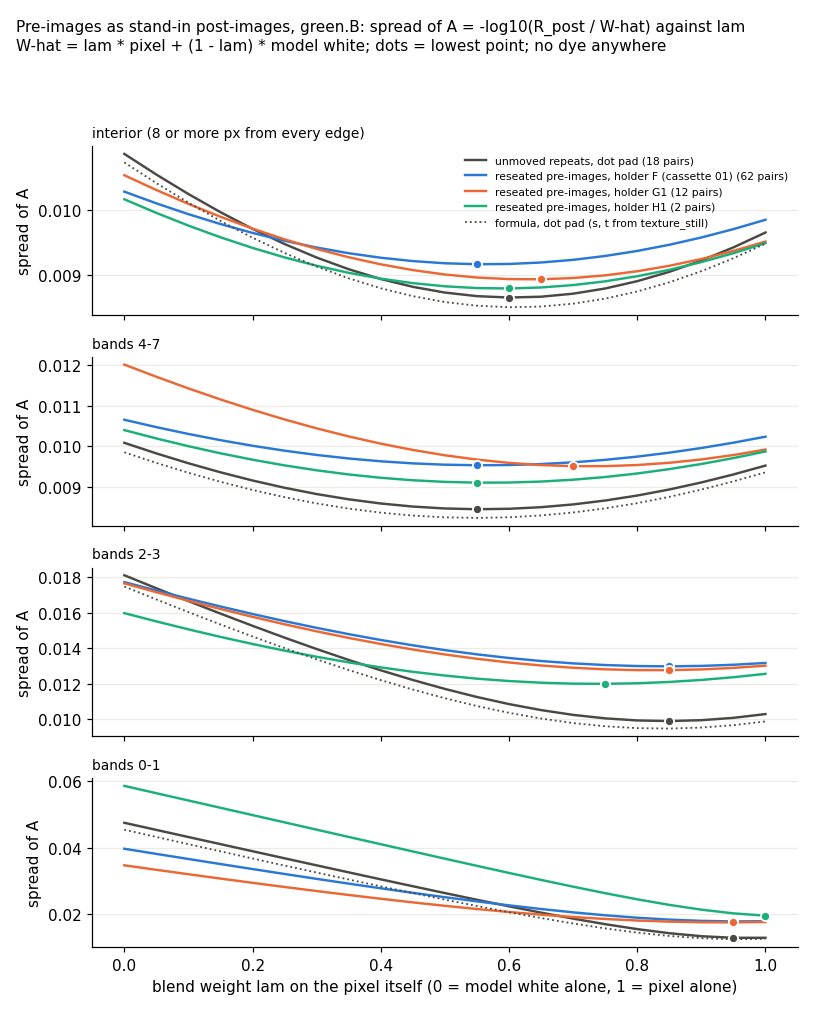 Pre-images as stand-in post-images, green.B: spread of A = -log10(R_post / W-hat) against lam
W-hat = lam * pixel + (1 - lam) * model white; dots = lowest point; no dye anywhere
interior (8 or more px from every edge)
spread of A
0.010
0.009
unmoved repeats, dot pad (18 pairs)
reseated pre-images, holder F (cassette 01) (62 pairs)
reseated pre-images, holder G1 (12 pairs)
reseated pre-images, holder H1 (2 pairs)
formula, dot pad (s, t from texture_still)
bands 4-7
spread of A
0.012
0.011
0.010
0.009
bands 2-3
spread of A
0.018
0.016
0.014
0.012
0.010
bands 0-1
spread of A
0.06
0.04
0.02
0.0 0.2 0.4 0.6 0.8 1.0
blend weight lam on the pixel itself (0 = model white alone, 1 = pixel alone)